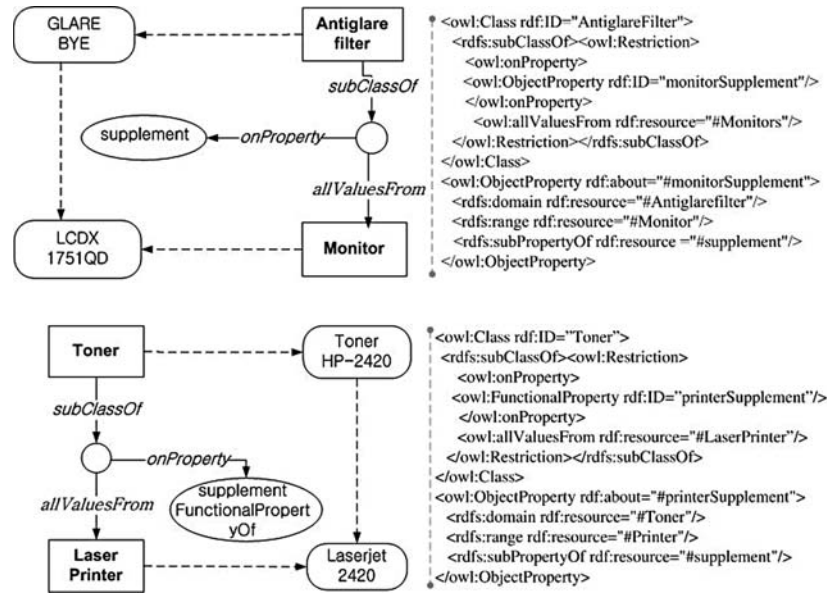 GLARE
BYE
Antiglare
filter
subClassOf
supplement
onProperty
allValuesFrom
LCDX
1751QD
Monitor
<owl:Class rdf:ID="AntiglareFilter">
<rdfs:subClassOf><owl:Restriction>
<owl:onProperty>
<owl:ObjectProperty rdf:ID="monitorSupplement"/>
</owl:onProperty>
<owl:allValuesFrom rdf:resource="#Monitors"/>
</owl:Restriction></rdfs:subClassOf>
</owl:Class>
<owl:ObjectProperty rdf:about="#monitorSupplement">
<rdfs:domain rdf:resource="#Antiglarefilter"/>
<rdfs:range rdf:resource="#Monitor"/>
<rdfs:subPropertyOf rdf:resource ="#supplement"/>
</owl:ObjectProperty>
Toner
Toner
HP-2420
subClassOf
onProperty
allValuesFrom
supplement
FunctionalPropert
yOf
Laser
Printer
Laserjet
2420
<owl:Class rdf:ID=”Toner”>
<rdfs:subClassOf><owl:Restriction>
<owl:onProperty>
<owl:FunctionalProperty rdf:ID=”printerSupplement”/>
</owl:onProperty>
<owl:allValuesFrom rdf:resource="#LaserPrinter”/>
</owl:Restriction></rdfs:subClassOf>
</owl:Class>
<owl:ObjectProperty rdf:about="#printerSupplement">
<rdfs:domain rdf:resource="#Toner"/>
<rdfs:range rdf:resource="#Printer"/>
<rdfs:subPropertyOf rdf:resource="#supplement"/>
</owl:ObjectProperty>